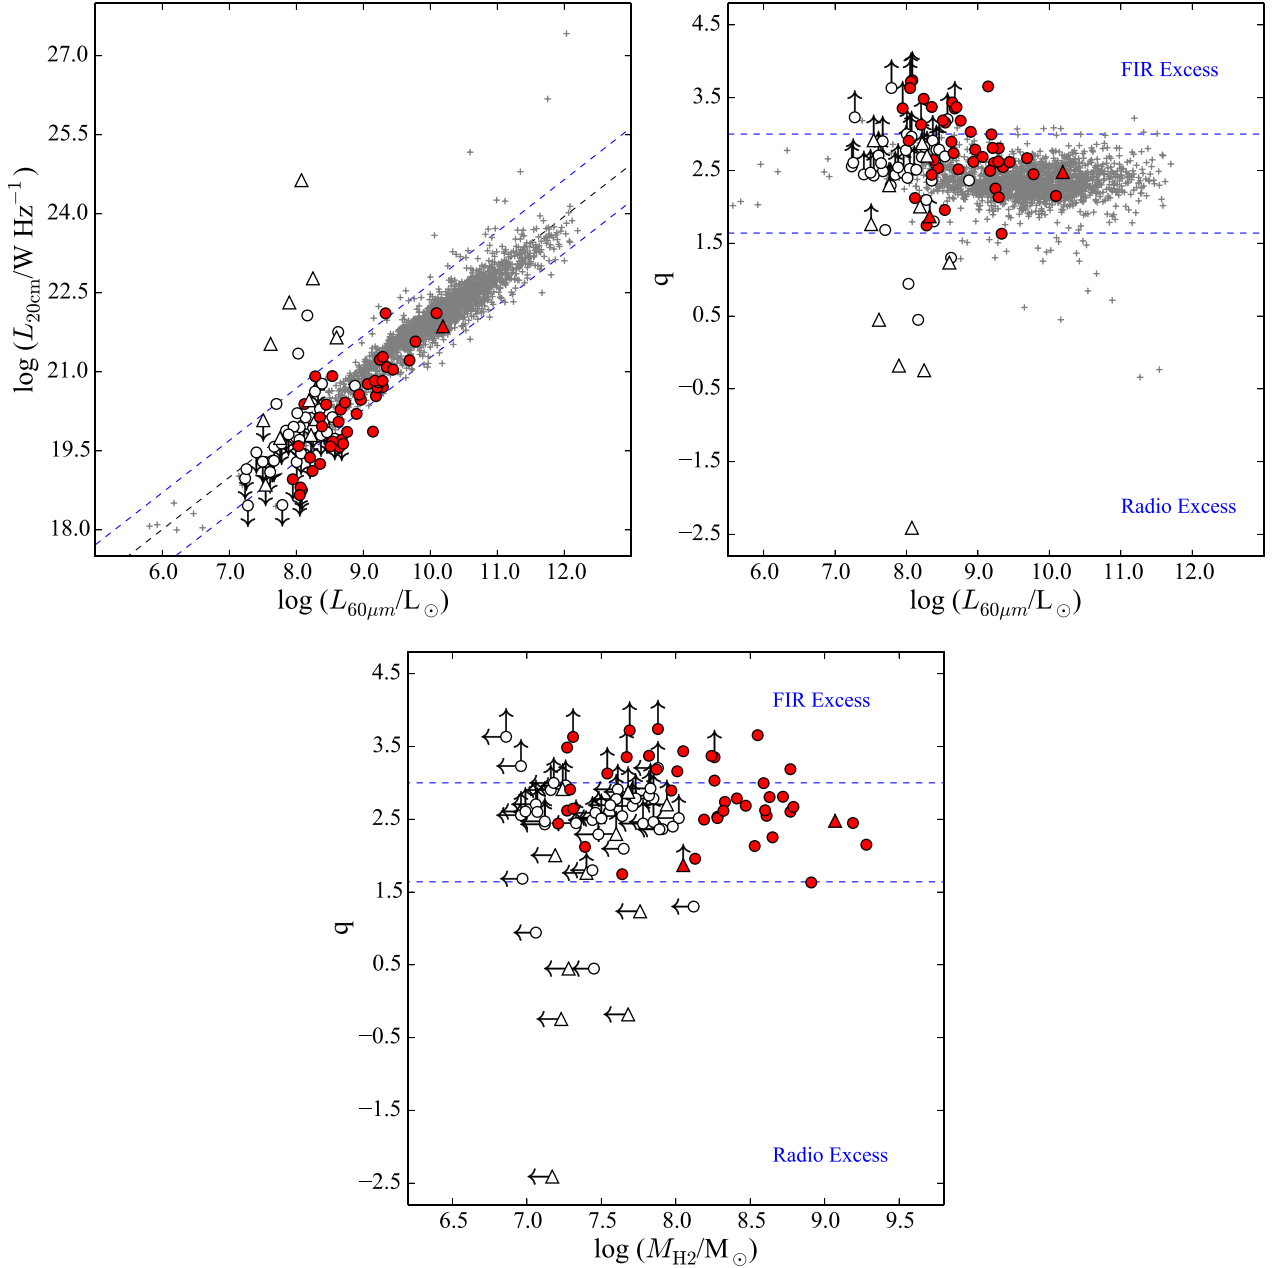 27.0
25.5
24.0
22.5
21.0
19.5
18.0
log (L20cm/W Hz−1)
6.0 7.0 8.0 9.0 10.0 11.0 12.0
log (L60μm/L⊙)
4.5
3.5
2.5
1.5
0.5
−0.5
−1.5
−2.5
q
FIR Excess
Radio Excess
6.0 7.0 8.0 9.0 10.0 11.0 12.0
log (L60μm/L⊙)
4.5
3.5
2.5
1.5
0.5
−0.5
−1.5
−2.5
q
FIR Excess
Radio Excess
6.5 7.0 7.5 8.0 8.5 9.0 9.5
log (MH2/M⊙)